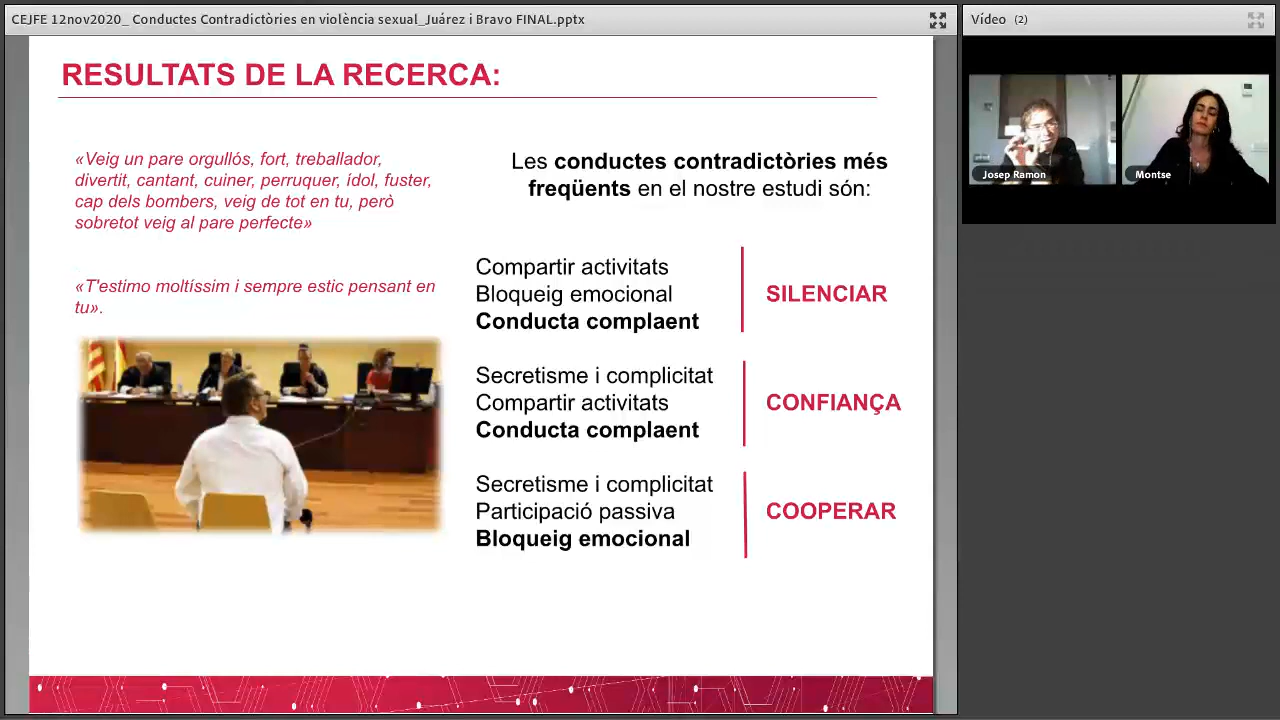 CEJFE 12nov2020_ Conductes Contradictòries en violència sexual_Juárez i Bravo FINAL.pptx
Vídeo (2)
Josep Ramon
Montse
RESULTATS DE LA RECERCA:
«Veig un pare orgullós, fort, treballador,
divertit, cantant, cuiner, perruquer, ídol, fuster,
cap dels bombers, veig de tot en tu, però
sobretot veig al pare perfecte»
«T'estimo moltíssim i sempre estic pensant en
tu».
Les conductes contradictòries més
freqüents en el nostre estudi són:
Compartir activitats
Bloqueig emocional
Conducta complaent
SILENCIAR
Secretisme i complicitat
Compartir activitats
Conducta complaent
CONFIANÇA
Secretisme i complicitat
Participació passiva
Bloqueig emocional
COOPERAR